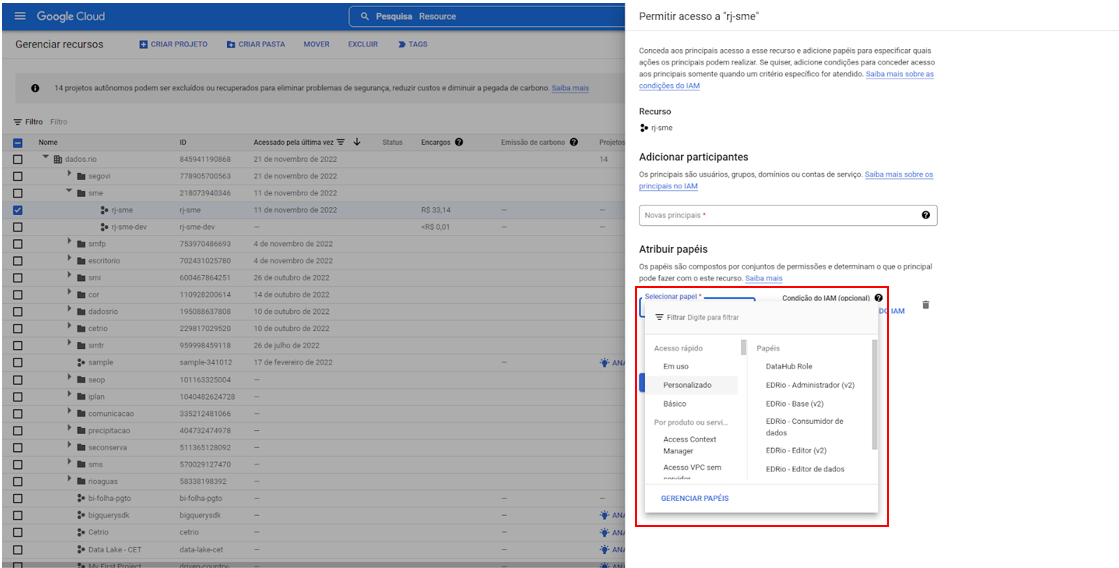 Google Cloud
Pesquisa Resource
Gerenciar recursos
CRIAR PROJETO
CRIAR PASTA
MOVER
EXCLUIR
TAGS
14 projetos autônomos podem ser excluídos ou recuperados para eliminar problemas de segurança, reduzir custos e diminuir a pegada de carbono. Saiba mais
Filtro Filtro
Nome ID Acessado pela última vez Status Encargos Emissão de carbono Projetos
dados.rio 845941190868 21 de novembro de 2022 14
segovi 778905700563 21 de novembro de 2022
sme 218073940346 11 de novembro de 2022
rj-sme rj-sme 11 de novembro de 2022 R$ 33,14 — —
rj-sme-dev rj-sme-dev — <R$ 0,01 — —
smfp 753970486693 4 de novembro de 2022
escritorio 702431025780 4 de novembro de 2022
smi 600467864251 26 de outubro de 2022
cor 110928200614 14 de outubro de 2022
dadosrio 195088637808 10 de outubro de 2022
cetrio 229817029520 10 de outubro de 2022
smtr 959998459118 26 de julho de 2022
sample sample-341012 17 de fevereiro de 2022 — ANA
seop 101163325004 —
iplan 1040482624728 —
comunicacao 335212481066 —
precipitacao 404732474978 —
seconserva 511365128092 —
sms 570029127470 —
rioaguas 58338198392 —
bi-folha-pgto bi-folha-pgto — — —
bigquerysdk bigquerysdk — — ANA
Cetrio cetrio — — ANA
Data Lake - CET data-lake-cet — — ANA
My First Project driven-country- — — ANA
Permitir acesso a "rj-sme"
Conceda aos principais acesso a esse recurso e adicione papéis para especificar quais
ações os principais podem realizar. Se quiser, adicione condições para conceder acesso
aos principais somente quando um critério específico for atendido. Saiba mais sobre as
condições do IAM
Recurso
rj-sme
Adicionar participantes
Os principais são usuários, grupos, domínios ou contas de serviço. Saiba mais sobre os
principais no IAM
Novas principais *
Atribuir papéis
Os papéis são compostos por conjuntos de permissões e determinam o que o principal
pode fazer com o este recurso. Saiba mais
Selecionar papel *
Condição do IAM (opcional)
DO IAM
Filtrar Digite para filtrar
Acesso rápido
Em uso
Personalizado
Básico
Por produto ou servi...
Access Context
Manager
Acesso VPC sem
servidor
Papéis
DataHub Role
EDRio - Administrador (v2)
EDRio - Base (v2)
EDRio - Consumidor de
dados
EDRio - Editor (v2)
EDRio - Editor de dados
GERENCIAR PAPÉIS